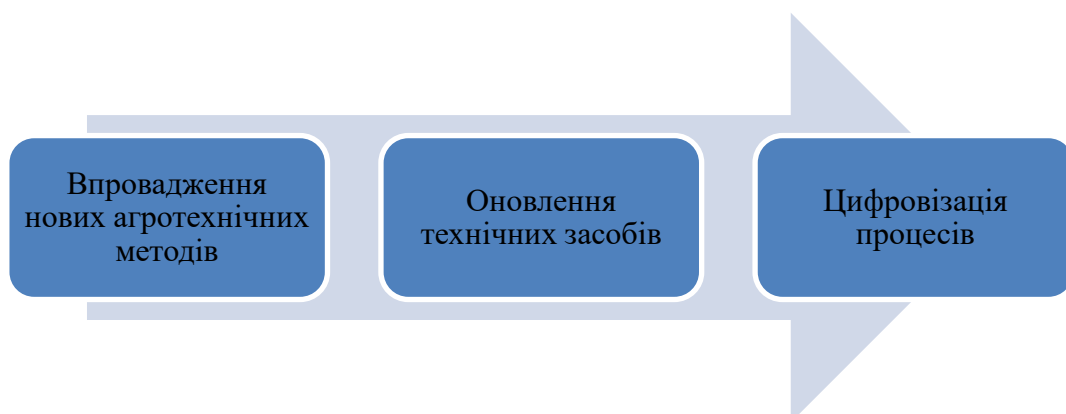 Впровадження
нових агротехнічних
методів
Оновлення
технічних засобів
Цифровізація
процесів